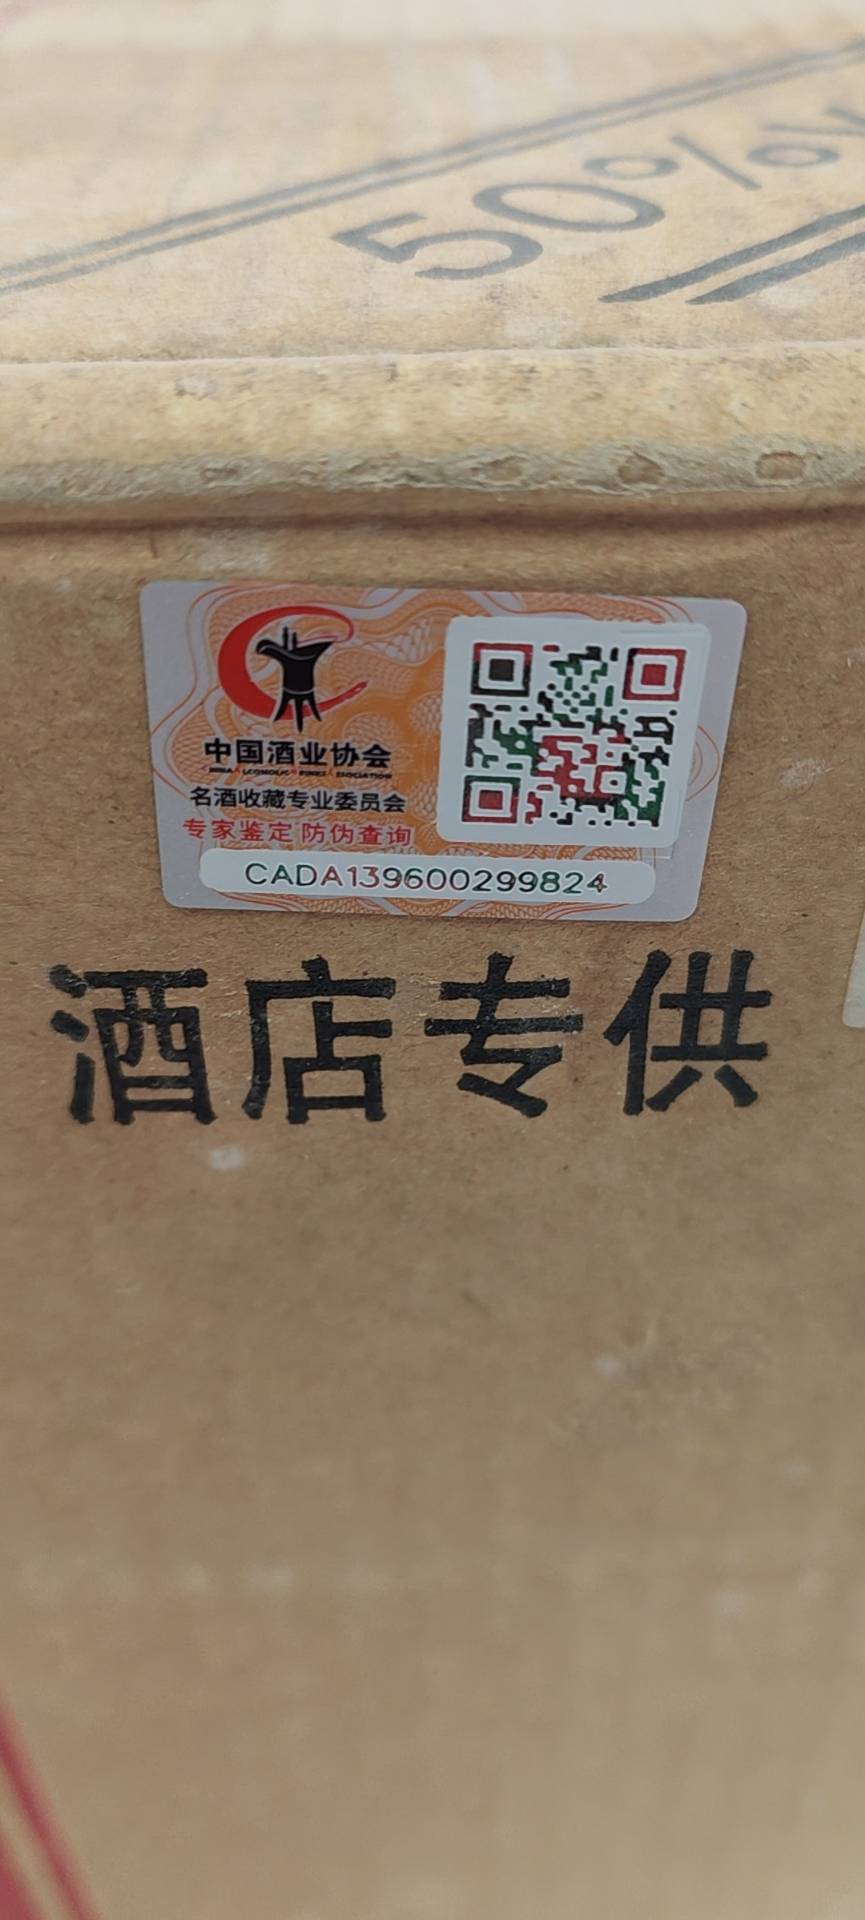 50%v
中国酒业协会
名酒收藏专业委员会
专家鉴定 防伪查询
CADA139600299824
酒店专供